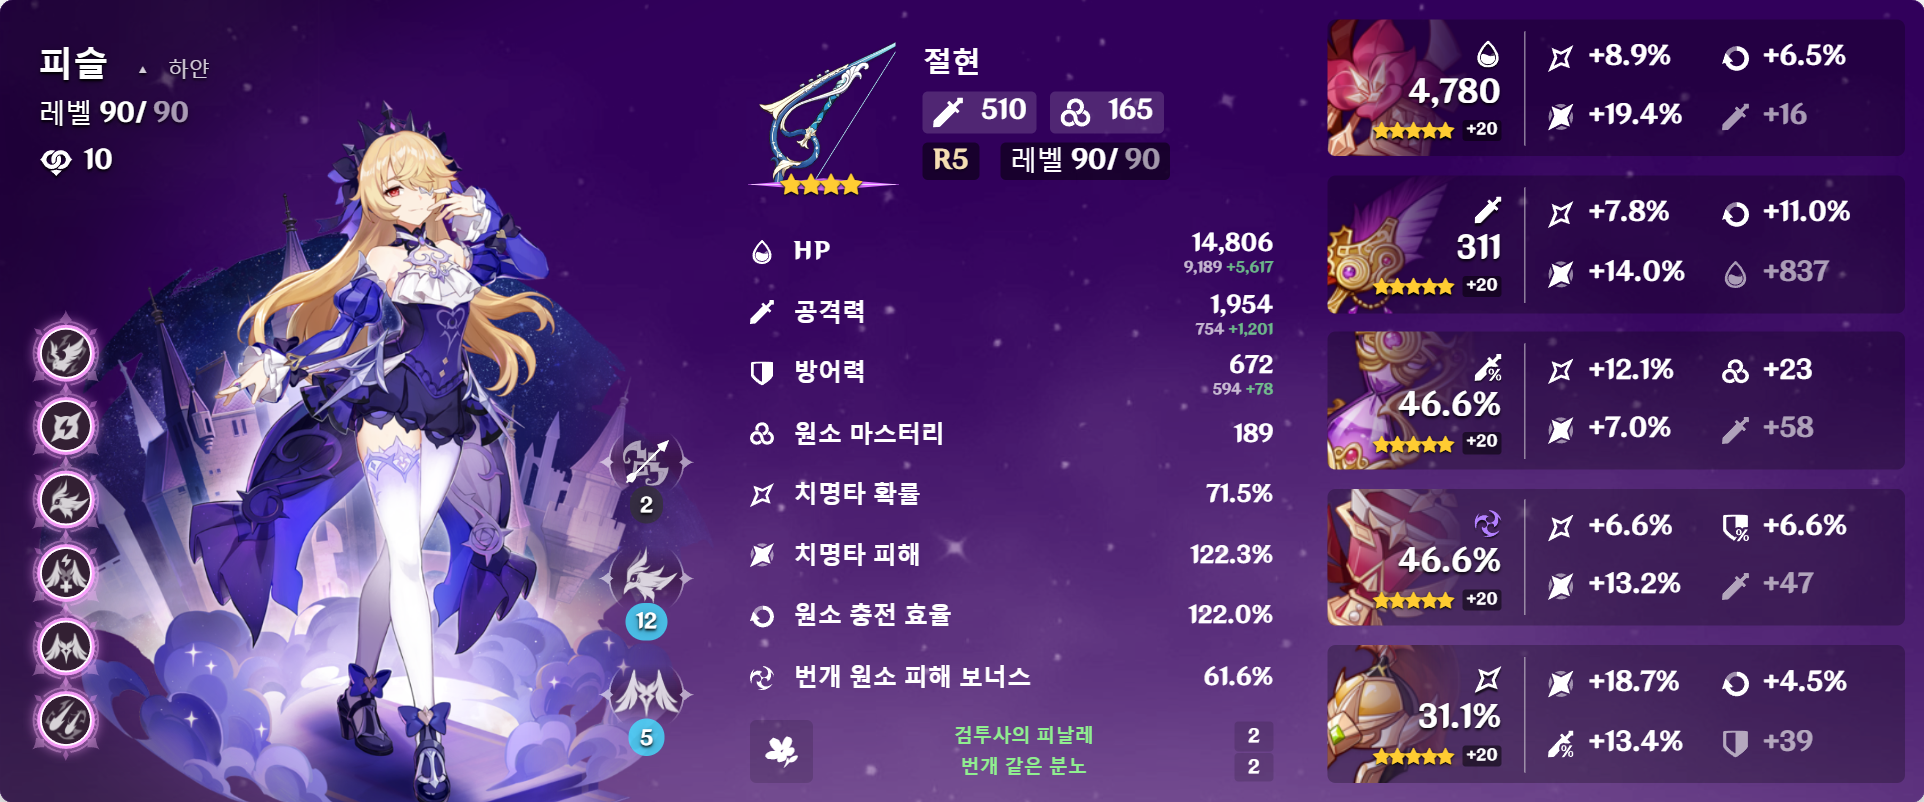 피슬 ▲ 하얀
레벨 90/ 90
10
2
12
5
절현
510 165
R5 레벨 90/ 90
HP 14,806
9,189 +5,617
공격력 1,954
754 +1,201
방어력 672
594 +78
원소 마스터리 189
치명타 확률 71.5%
치명타 피해 122.3%
원소 충전 효율 122.0%
번개 원소 피해 보너스 61.6%
검투사의 피날레 2
번개 같은 분노 2
4,780
+20
+8.9% +6.5%
+19.4% +16
311
+20
+7.8% +11.0%
+14.0% +837
46.6%
+20
+12.1% +23
+7.0% +58
46.6%
+20
+6.6% +6.6%
+13.2% +47
31.1%
+20
+18.7% +4.5%
+13.4% +39